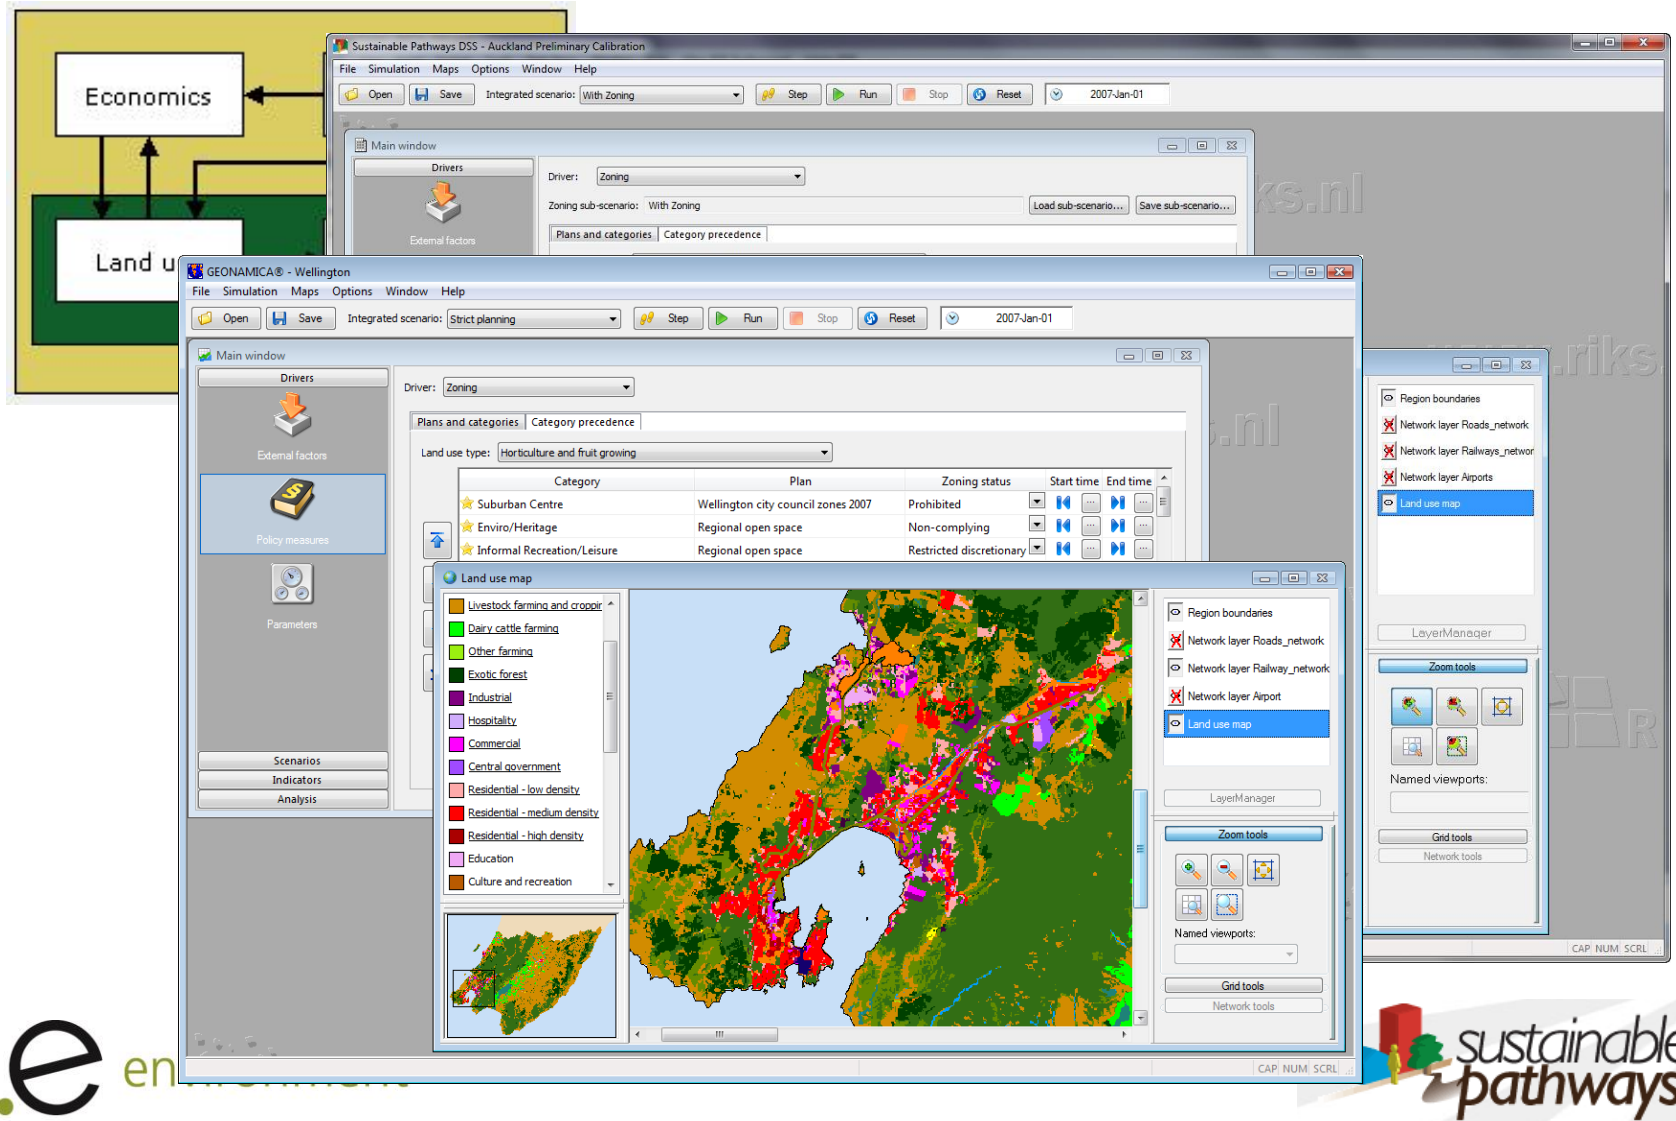 Economics
Land u
Sustainable Pathways DSS - Auckland Preliminary Calibration
File Simulation Maps Options Window Help
Open Save Integrated scenario: With Zoning Step Run Stop Reset 2007-Jan-01
Main window
Drivers
External factors
Driver: Zoning
Zoning sub-scenario: With Zoning Load sub-scenario... Save sub-scenario...
Plans and categories Category precedence
ks.nl
GEONAMICA® - Wellington
File Simulation Maps Options Window Help
Open Save Integrated scenario: Strict planning Step Run Stop Reset 2007-Jan-01
Main window
Drivers
External factors
Policy measures
Parameters
Scenarios
Indicators
Analysis
Driver: Zoning
Plans and categories Category precedence
Land use type: Horticulture and fruit growing
Category Plan Zoning status Start time End time
Suburban Centre Wellington city council zones 2007 Prohibited
Enviro/Heritage Regional open space Non-complying
Informal Recreation/Leisure Regional open space Restricted discretionary
s.nl
.riks.
Region boundaries
Network layer Roads_network
Network layer Railways_networ
Network layer Airports
Land use map
LayerManager
Zoom tools
Named viewports:
Grid tools
Network tools
R
CAP NUM SCRL
Land use map
Livestock farming and croppin
Dairy cattle farming
Other farming
Exotic forest
Industrial
Hospitality
Commercial
Central government
Residential - low density
Residential - medium density
Residential - high density
Education
Culture and recreation
Region boundaries
Network layer Roads_network
Network layer Railway_network
Network layer Airport
Land use map
LayerManager
Zoom tools
Named viewports:
Grid tools
Network tools
CAP NUM SCRL
.e environment
sustainable
pathways